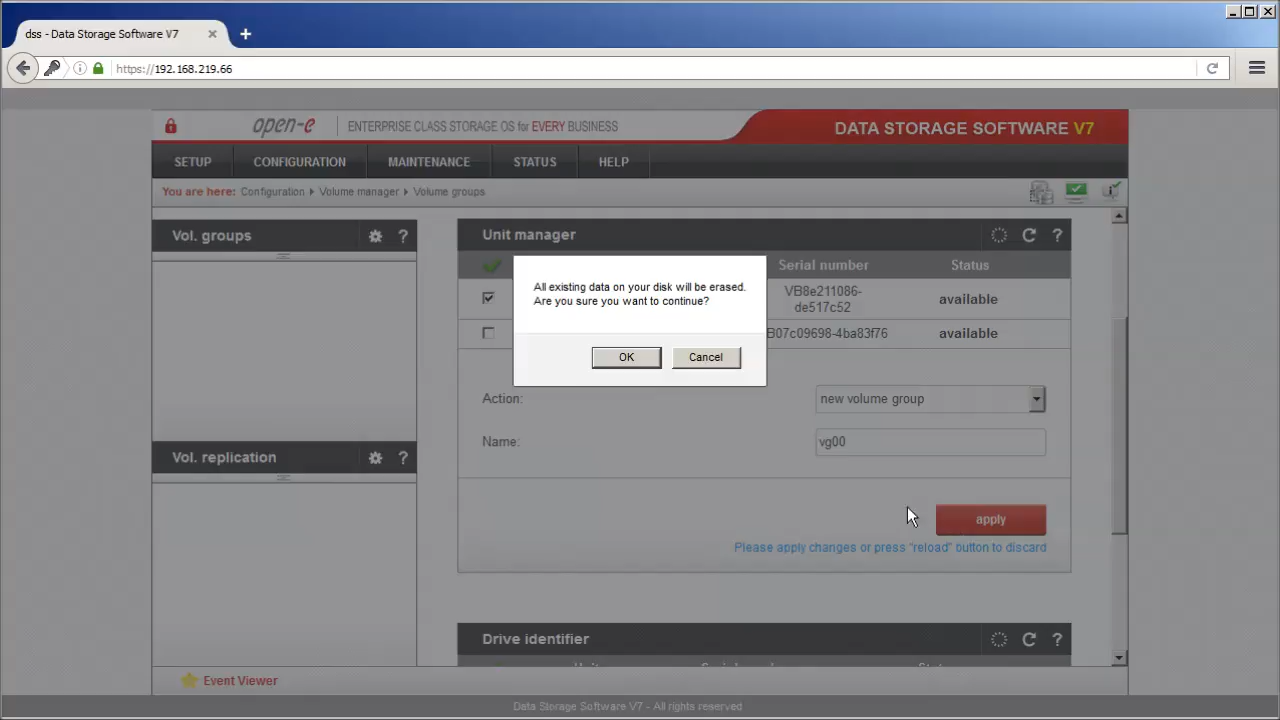 dss - Data Storage Software V7
https://192.168.219.66
open-e
ENTERPRISE CLASS STORAGE OS for EVERY BUSINESS
DATA STORAGE SOFTWARE V7
SETUP
CONFIGURATION
MAINTENANCE
STATUS
HELP
You are here: Configuration Volume manager Volume groups
Vol. groups
?
Unit manager
?
Serial number
Status
VB8e211086-
de517c52
available
B07c09698-4ba83f76
available
All existing data on your disk will be erased.
Are you sure you want to continue?
OK
Cancel
Action:
new volume group
Name:
vg00
apply
Please apply changes or press "reload" button to discard
Vol. replication
?
Drive identifier
?
Event Viewer
Data Storage Software V7 - All rights reserved